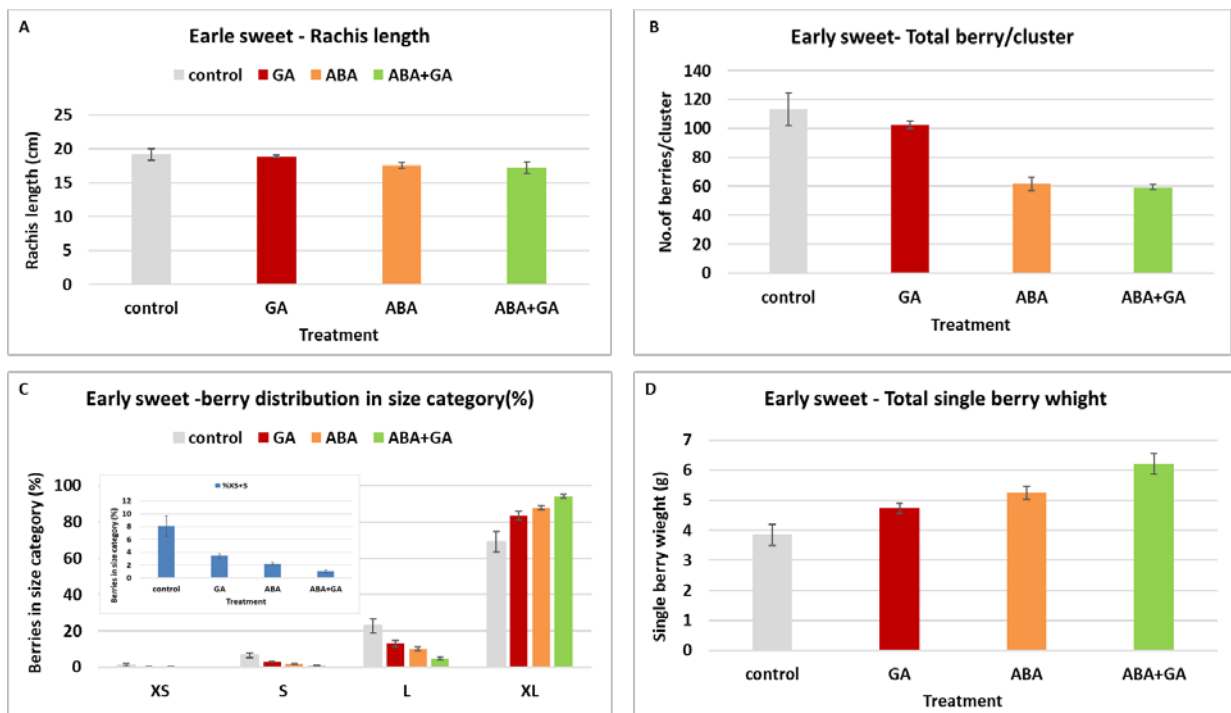 A
Earle sweet - Rachis length
control GA ABA ABA+GA
Rachis length (cm)
25
20
15
10
5
0
control GA ABA ABA+GA
Treatment
B
Early sweet- Total berry/cluster
No.of berries/cluster
140
120
100
80
60
40
20
0
control GA ABA ABA+GA
Treatment
C
Early sweet -berry distribution in size category(%)
control GA ABA ABA+GA
Berries in size category (%)
100
80
60
40
20
0
%XS+S
Berries in size category (%)
12
10
8
6
4
2
0
control GA ABA ABA+GA
Treatment
XS S L XL
D
Early sweet - Total single berry whight
Single berry wieght (g)
7
6
5
4
3
2
1
0
control GA ABA ABA+GA
Treatment